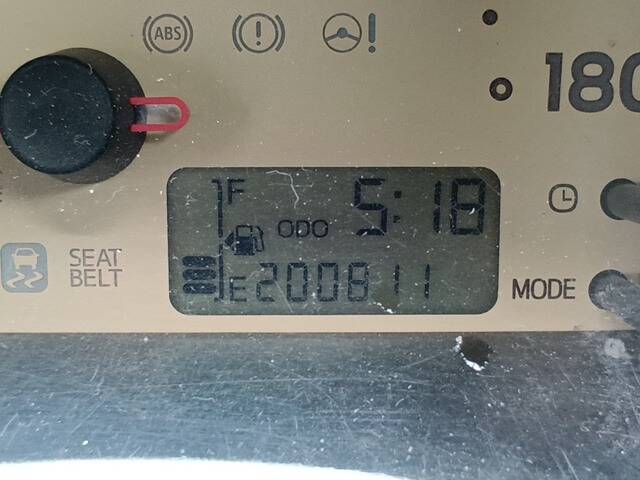 ABS
180
F
5:18
ODO
SEAT
BELT
E
200811
MODE